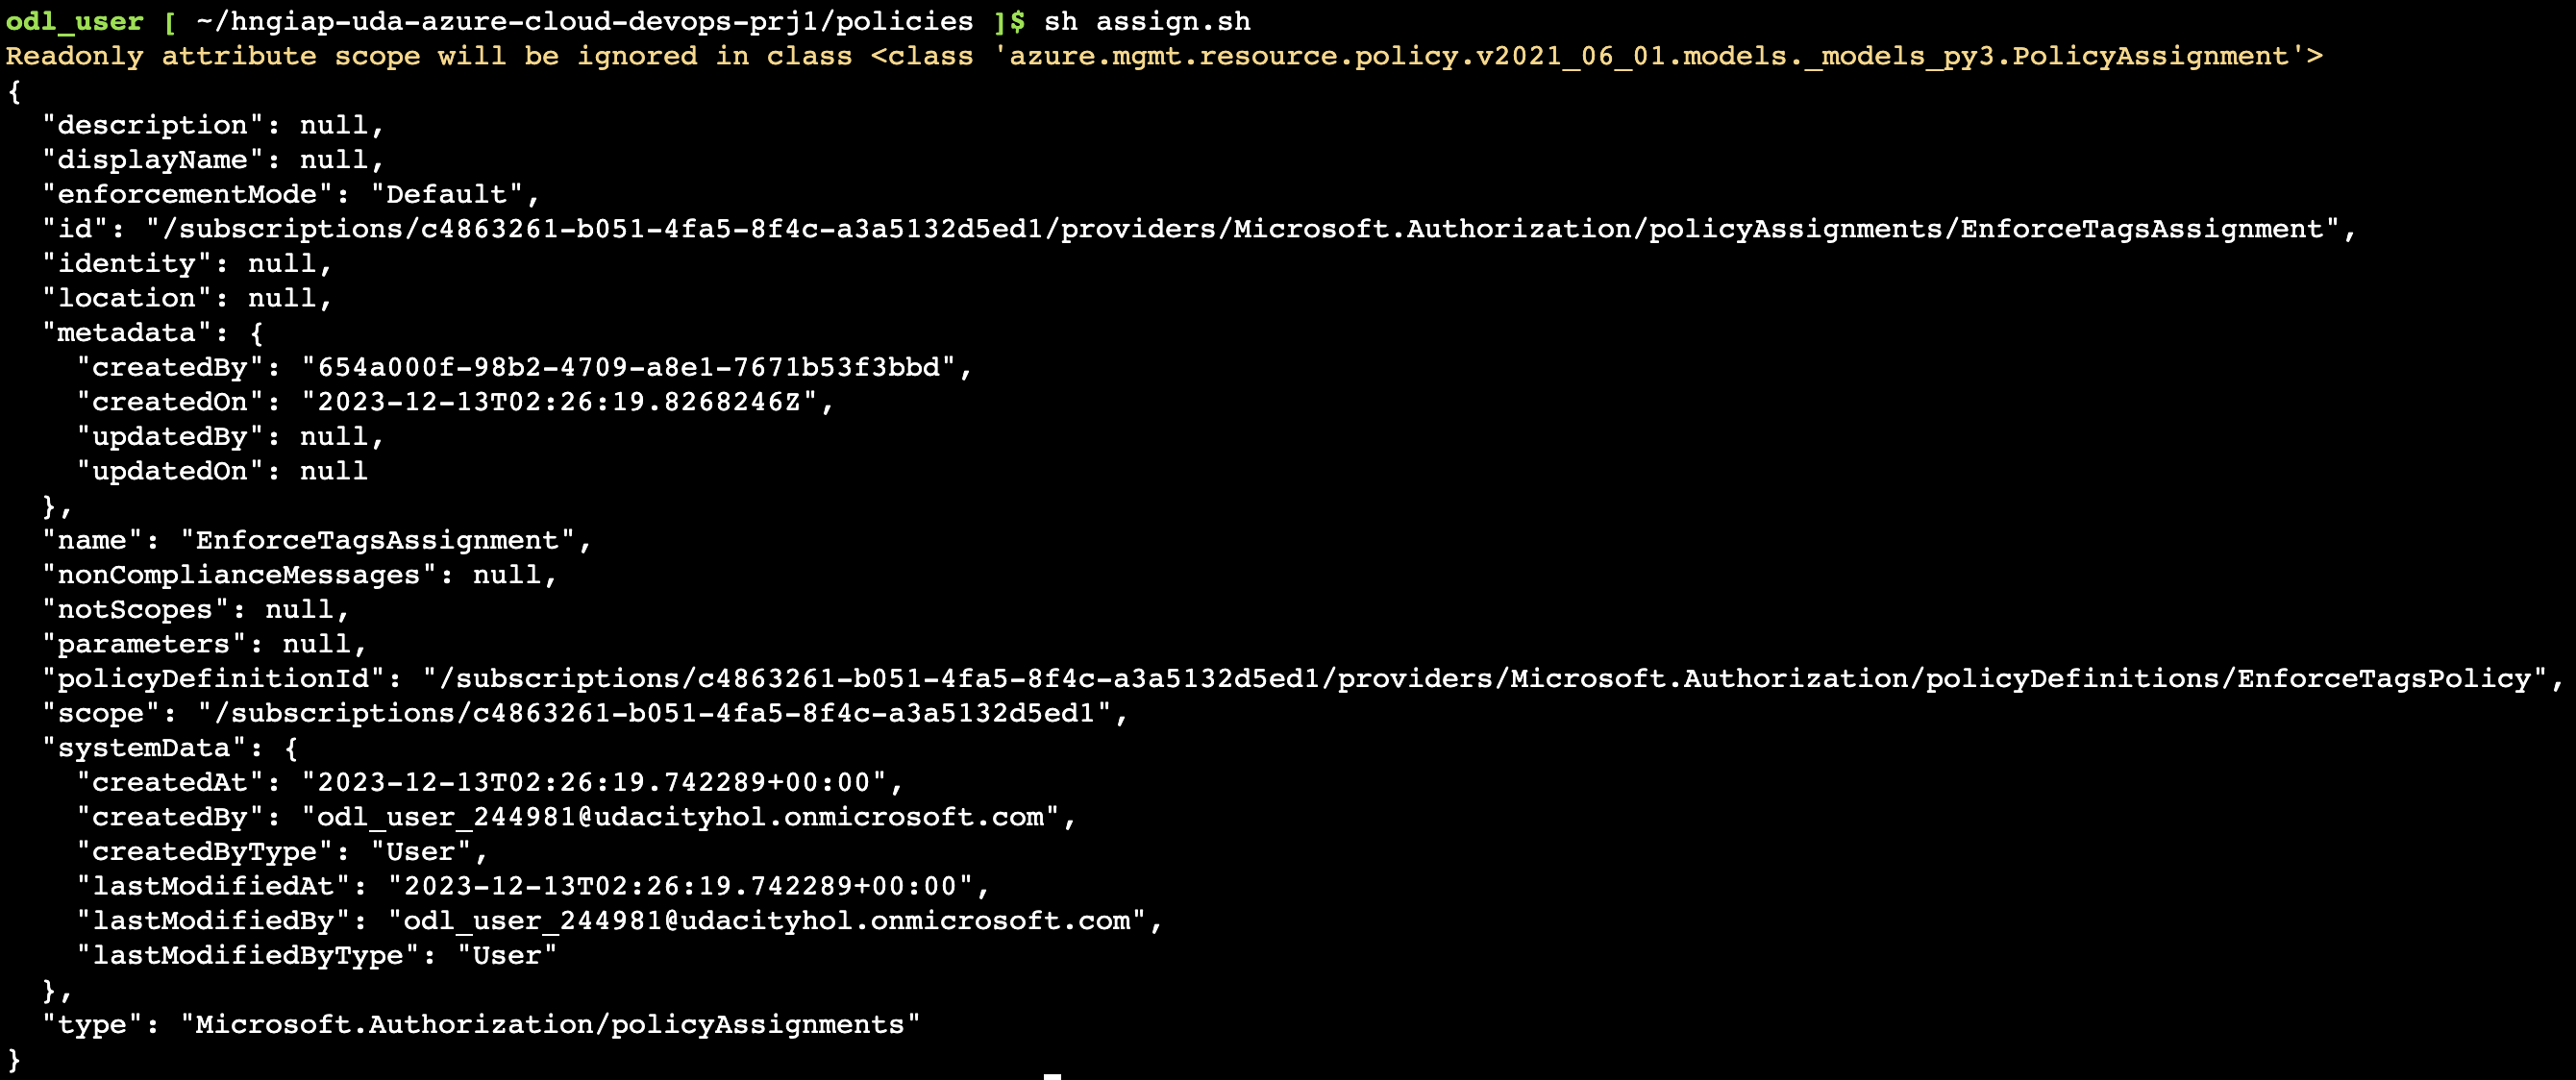 odl_user [ ~/hngiap-uda-azure-cloud-devops-prj1/policies ]$ sh assign.sh
Readonly attribute scope will be ignored in class <class 'azure.mgmt.resource.policy.v2021_06_01.models._models_py3.PolicyAssignment'>
{
  "description": null,
  "displayName": null,
  "enforcementMode": "Default",
  "id": "/subscriptions/c4863261-b051-4fa5-8f4c-a3a5132d5ed1/providers/Microsoft.Authorization/policyAssignments/EnforceTagsAssignment",
  "identity": null,
  "location": null,
  "metadata": {
    "createdBy": "654a000f-98b2-4709-a8e1-7671b53f3bbd",
    "createdOn": "2023-12-13T02:26:19.8268246Z",
    "updatedBy": null,
    "updatedOn": null
  },
  "name": "EnforceTagsAssignment",
  "nonComplianceMessages": null,
  "notScopes": null,
  "parameters": null,
  "policyDefinitionId": "/subscriptions/c4863261-b051-4fa5-8f4c-a3a5132d5ed1/providers/Microsoft.Authorization/policyDefinitions/EnforceTagsPolicy",
  "scope": "/subscriptions/c4863261-b051-4fa5-8f4c-a3a5132d5ed1",
  "systemData": {
    "createdAt": "2023-12-13T02:26:19.742289+00:00",
    "createdBy": "odl_user_244981@udacityhol.onmicrosoft.com",
    "createdByType": "User",
    "lastModifiedAt": "2023-12-13T02:26:19.742289+00:00",
    "lastModifiedBy": "odl_user_244981@udacityhol.onmicrosoft.com",
    "lastModifiedByType": "User"
  },
  "type": "Microsoft.Authorization/policyAssignments"
}